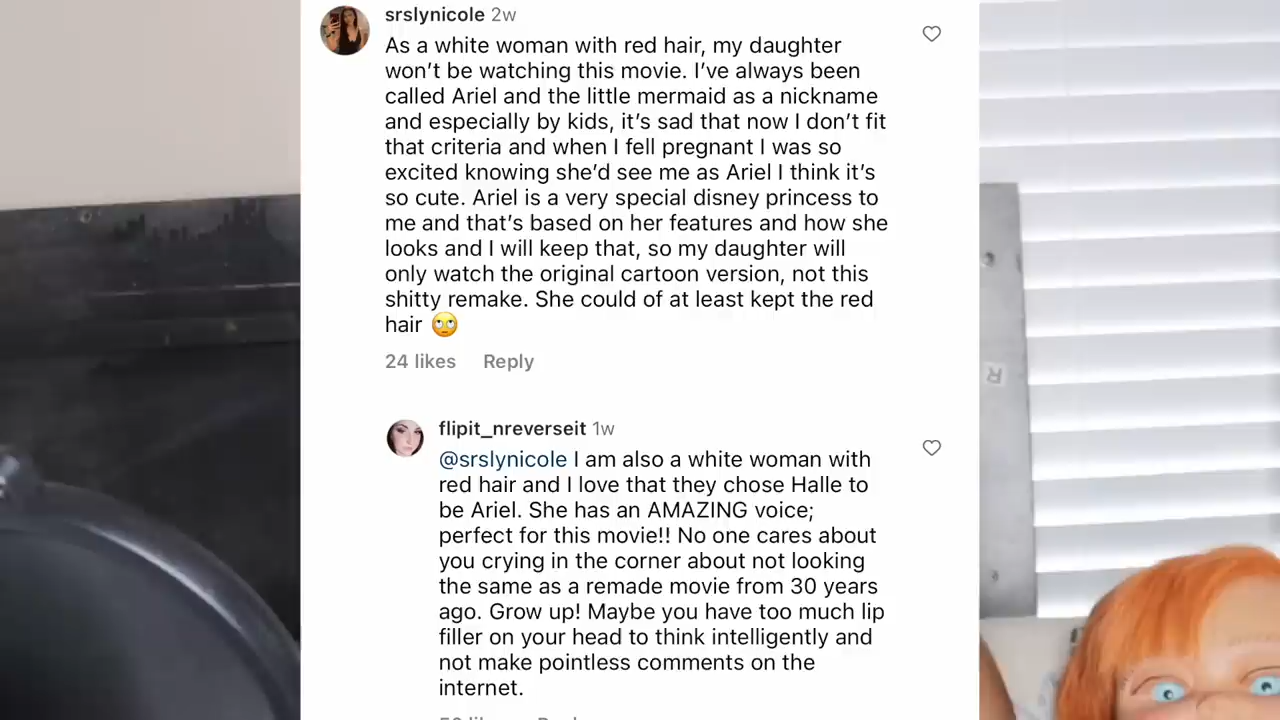 srslynicole 2w
As a white woman with red hair, my daughter
won't be watching this movie. I've always been
called Ariel and the little mermaid as a nickname
and especially by kids, it's sad that now I don't fit
that criteria and when I fell pregnant I was so
excited knowing she'd see me as Ariel I think it's
so cute. Ariel is a very special disney princess to
me and that's based on her features and how she
looks and I will keep that, so my daughter will
only watch the original cartoon version, not this
shitty remake. She could of at least kept the red
hair 🙄
24 likes Reply
flipit_nreverseit 1w
@srslynicole I am also a white woman with
red hair and I love that they chose Halle to
be Ariel. She has an AMAZING voice;
perfect for this movie!! No one cares about
you crying in the corner about not looking
the same as a remade movie from 30 years
ago. Grow up! Maybe you have too much lip
filler on your head to think intelligently and
not make pointless comments on the
internet.